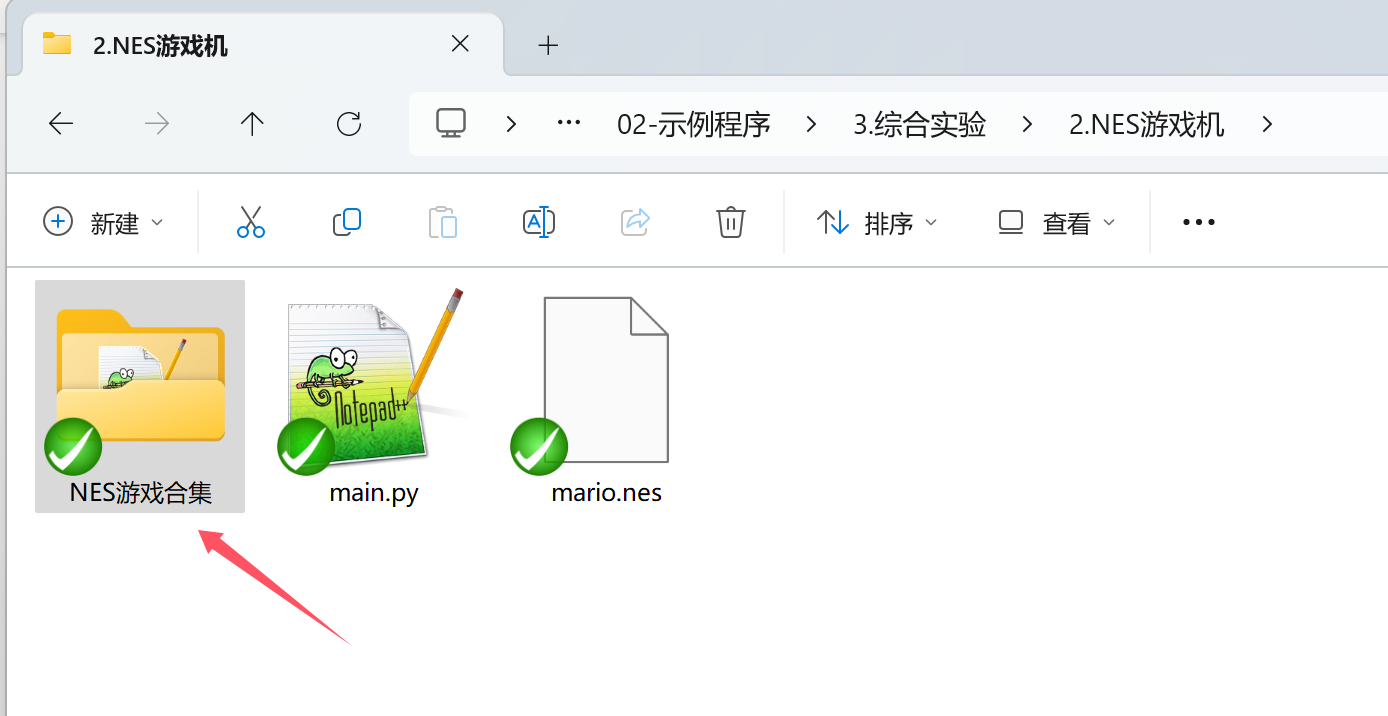 2.NES游戏机
02-示例程序
3.综合实验
2.NES游戏机
新建
排序
查看
Notepad++
NES游戏合集
main.py
mario.nes